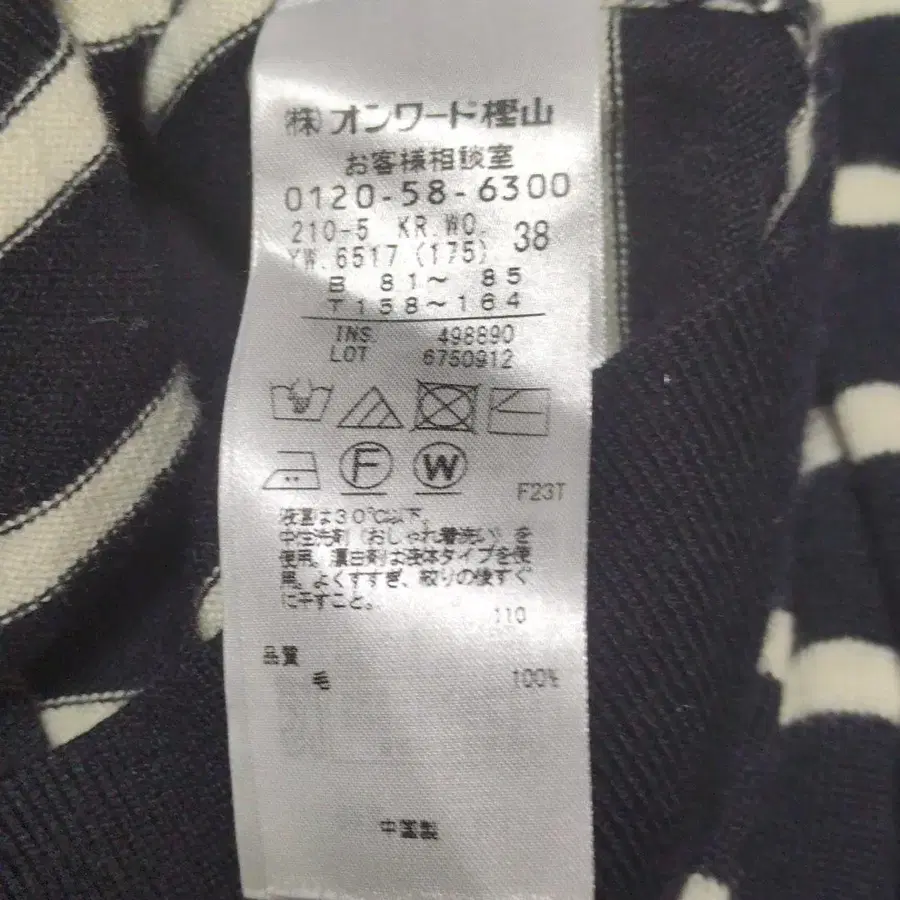 ㈱オンワード樫山
お客様相談室
0120-58-6300
210-5 KR.WO. 38
YW.6517 (175)
B 81～ 85
T 158～164
INS. 498890
LOT 6750912
F W
F23T
液温は30℃以下。
中性洗剤（おしゃれ着洗い）を
使用。漂白剤は液体タイプを使
用。よくすすぎ、絞りの後すぐ
に干すこと。
110
品質
毛 100%
中国製